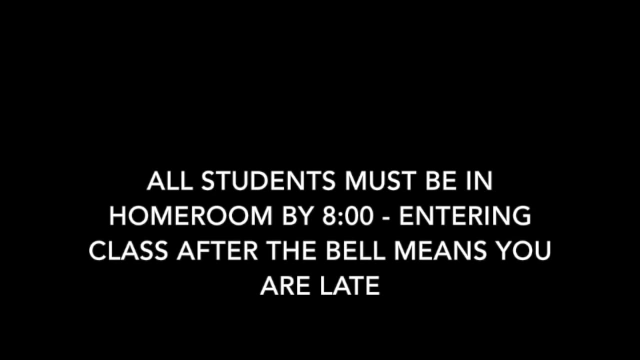 ALL STUDENTS MUST BE IN
HOMEROOM BY 8:00 - ENTERING
CLASS AFTER THE BELL MEANS YOU
ARE LATE